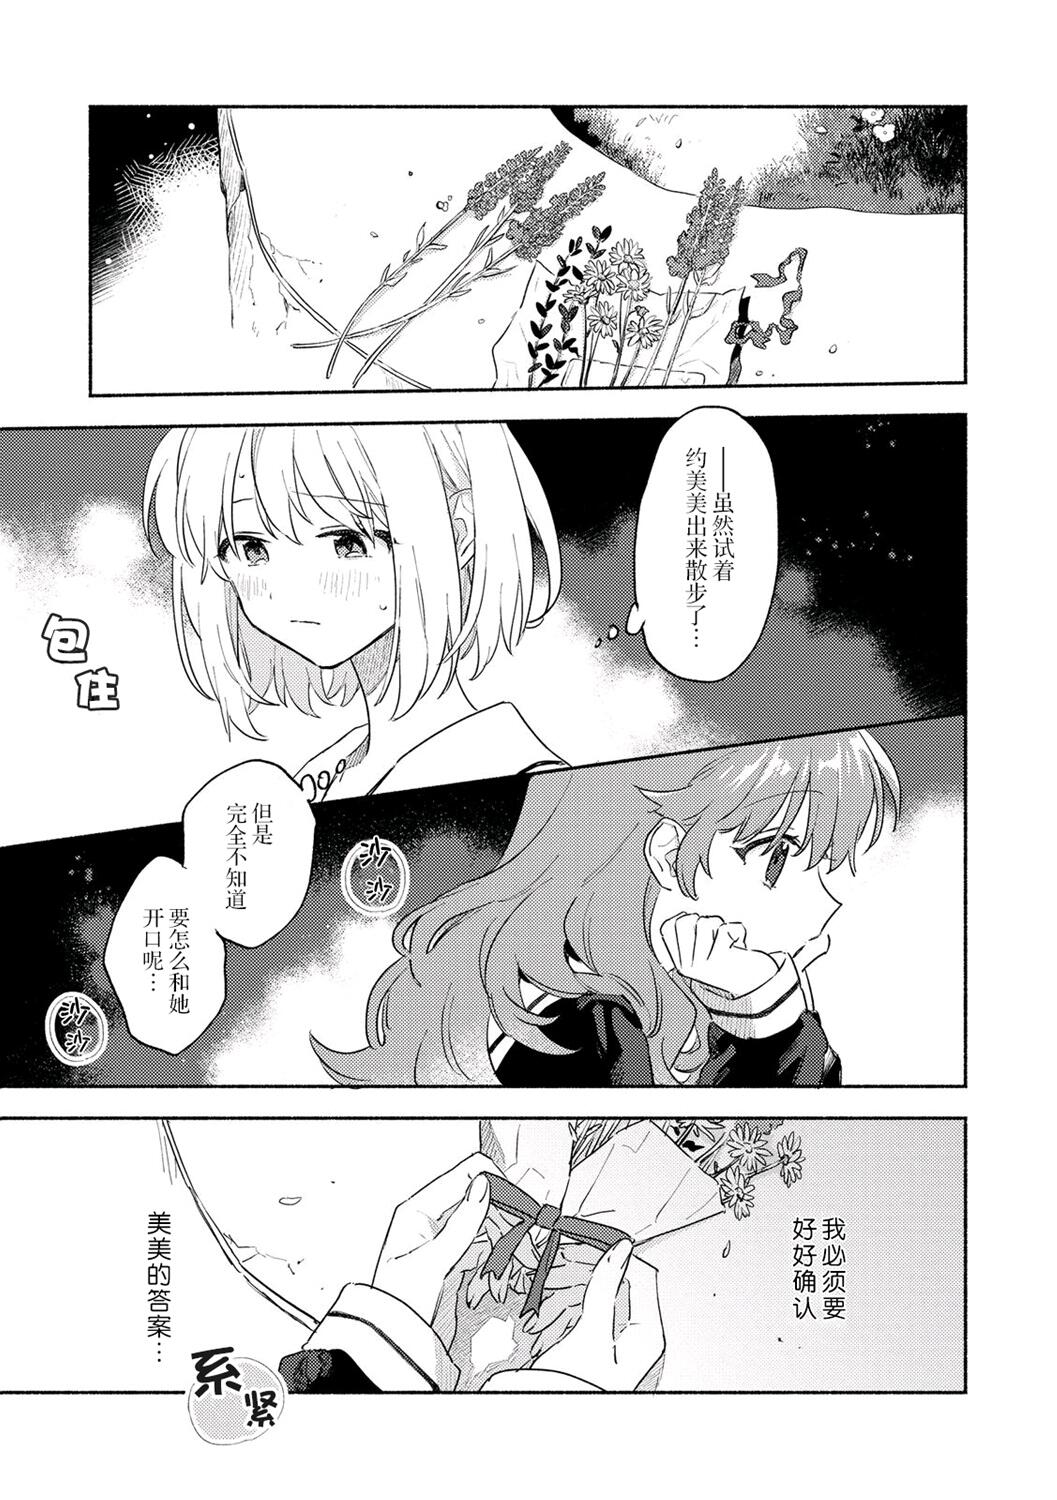 ——虽然试着
约美美出来散步了…
包住
但是
完全不知道
要怎么和她
开口呢…
沙沙
沙沙
我必须要
好好确认
美美的答案…
系紧